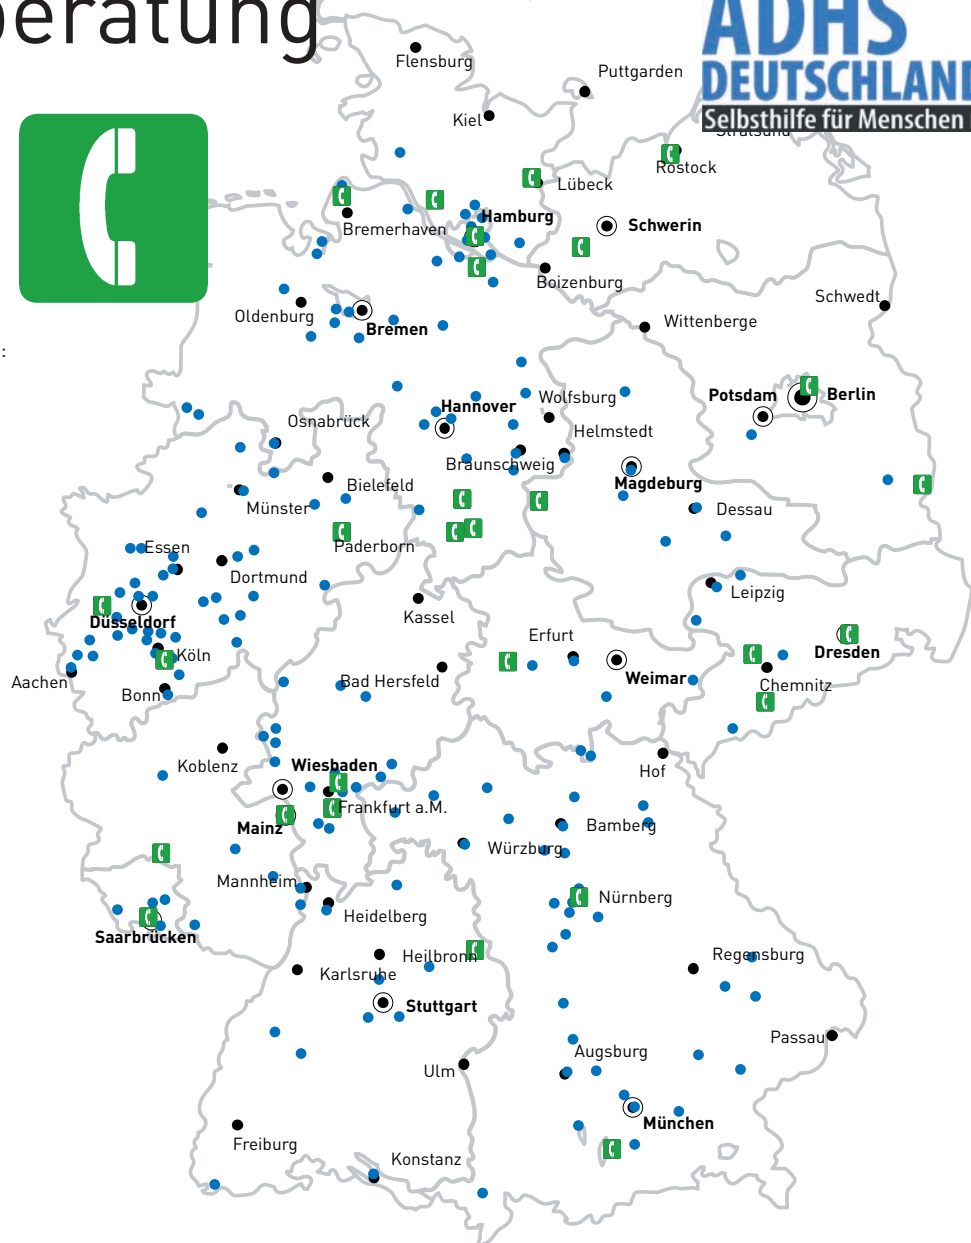 beratung
ADHS
DEUTSCHLAND
Selbsthilfe für Menschen
Flensburg
Puttgarden
Kiel
Stralsund
Rostock
Lübeck
Hamburg
Schwerin
Bremerhaven
Boizenburg
Schwedt
Oldenburg
Bremen
Wittenberge
:
Potsdam
Berlin
Wolfsburg
Hannover
Osnabrück
Helmstedt
Braunschweig
Magdeburg
Bielefeld
Münster
Dessau
Paderborn
Essen
Dortmund
Leipzig
Kassel
Düsseldorf
Erfurt
Dresden
Köln
Weimar
Aachen
Bad Hersfeld
Chemnitz
Bonn
Wiesbaden
Koblenz
Hof
Frankfurt a.M.
Mainz
Bamberg
Würzburg
Mannheim
Nürnberg
Heidelberg
Saarbrücken
Heilbronn
Regensburg
Karlsruhe
Stuttgart
Passau
Augsburg
Ulm
München
Freiburg
Konstanz